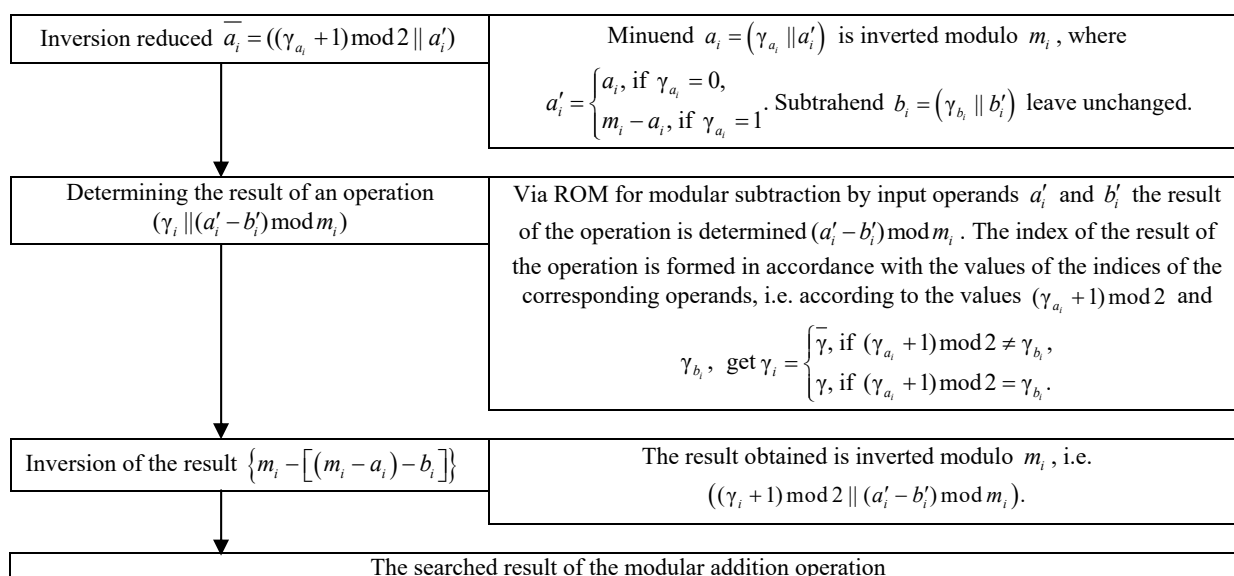 Inversion reduced $\overline{a_i} = ((\gamma_{a_i} + 1) \bmod 2 \,||\, a_i')$
Minuend $a_i = (\gamma_{a_i} \,||\, a_i')$ is inverted modulo $m_i$, where
$a_i' = \begin{cases} a_i, \text{ if } \gamma_{a_i} = 0, \\ m_i - a_i, \text{ if } \gamma_{a_i} = 1 \end{cases}$. Subtrahend $b_i = (\gamma_{b_i} \,||\, b_i')$ leave unchanged.
Determining the result of an operation
$(\gamma_i \,||\, (a_i' - b_i') \bmod m_i)$
Via ROM for modular subtraction by input operands $a_i'$ and $b_i'$ the result
of the operation is determined $(a_i' - b_i') \bmod m_i$. The index of the result of
the operation is formed in accordance with the values of the indices of the
corresponding operands, i.e. according to the values $(\gamma_{a_i} + 1) \bmod 2$ and
$\gamma_{b_i}$, get $\gamma_i = \begin{cases} \overline{\gamma}, \text{ if } (\gamma_{a_i} + 1) \bmod 2 \neq \gamma_{b_i}, \\ \gamma, \text{ if } (\gamma_{a_i} + 1) \bmod 2 = \gamma_{b_i}. \end{cases}$
Inversion of the result $\{m_i - [(m_i - a_i) - b_i]\}$
The result obtained is inverted modulo $m_i$, i.e.
$((\gamma_i + 1) \bmod 2 \,||\, (a_i' - b_i') \bmod m_i).$
The searched result of the modular addition operation